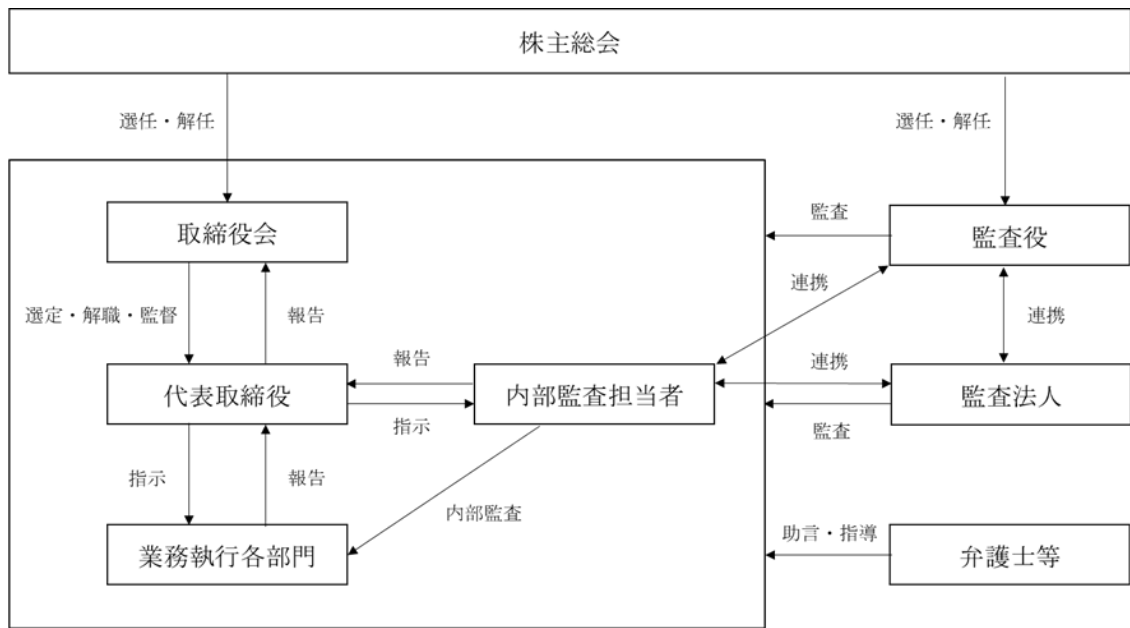 株主総会
選任・解任
選任・解任
取締役会
監査
監査役
連携
選定・解職・監督
報告
連携
報告
連携
代表取締役
内部監査担当者
監査法人
指示
監査
指示
報告
内部監査
助言・指導
業務執行各部門
弁護士等